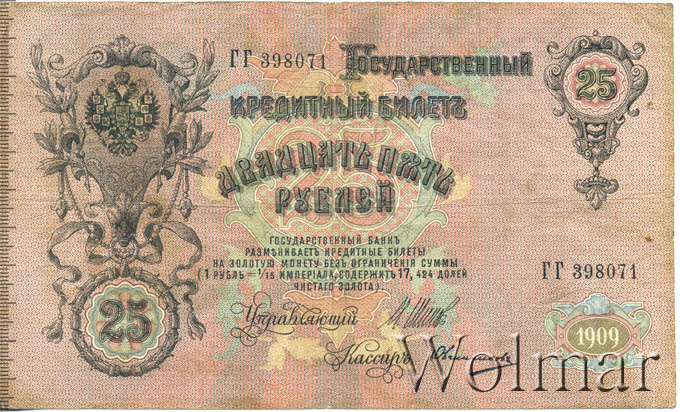 ГГ 398071 Государственный
25
кредитный билетъ
двадцать пять
рублей
ГОСУДАРСТВЕННЫЙ БАНКЪ
РАЗМѢНИВАЕТЪ КРЕДИТНЫЕ БИЛЕТЫ
НА ЗОЛОТУЮ МОНЕТУ БЕЗЪ ОГРАНИЧЕНІЯ СУММЫ
(1 РУБЛЬ = 1/15 ИМПЕРІАЛА, СОДЕРЖИТЪ 17,424 ДОЛЕЙ
ЧИСТАГО ЗОЛОТА).
ГГ 398071
25
Управляющій
1909
Кассиръ
Wolmar